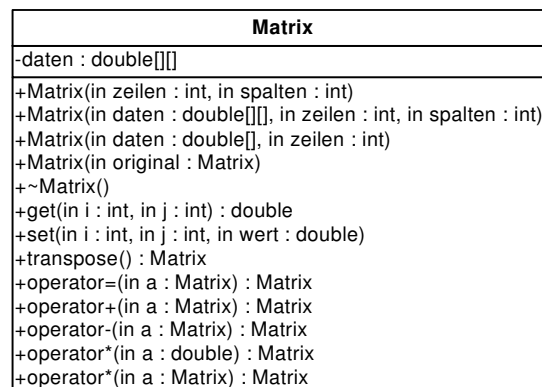 Matrix
-daten : double[][]
+Matrix(in zeilen : int, in spalten : int)
+Matrix(in daten : double[][], in zeilen : int, in spalten : int)
+Matrix(in daten : double[], in zeilen : int)
+Matrix(in original : Matrix)
+~Matrix()
+get(in i : int, in j : int) : double
+set(in i : int, in j : int, in wert : double)
+transpose() : Matrix
+operator=(in a : Matrix) : Matrix
+operator+(in a : Matrix) : Matrix
+operator-(in a : Matrix) : Matrix
+operator*(in a : double) : Matrix
+operator*(in a : Matrix) : Matrix